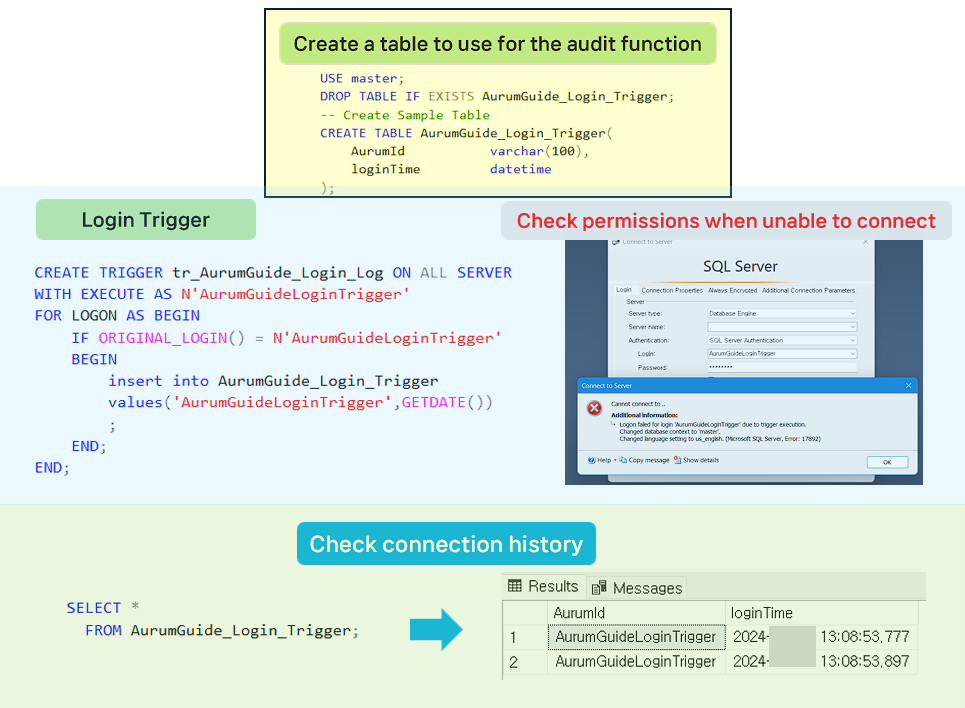 Create a table to use for the audit function
USE master;
DROP TABLE IF EXISTS AurumGuide_Login_Trigger;
-- Create Sample Table
CREATE TABLE AurumGuide_Login_Trigger(
AurumId varchar(100),
loginTime datetime
);
Login Trigger
CREATE TRIGGER tr_AurumGuide_Login_Log ON ALL SERVER
WITH EXECUTE AS N'AurumGuideLoginTrigger'
FOR LOGON AS BEGIN
IF ORIGINAL_LOGIN() = N'AurumGuideLoginTrigger'
BEGIN
insert into AurumGuide_Login_Trigger
values('AurumGuideLoginTrigger',GETDATE())
;
END;
END;
Check permissions when unable to connect
Connect to Server
SQL Server
Login Connection Properties Always Encrypted Additional Connection Parameters
Server
Server type: Database Engine
Server name: .
Authentication: SQL Server Authentication
Login: AurumGuideLoginTrigger
Password: ********
Connect to Server
Cannot connect to ..
Additional information:
Logon failed for login 'AurumGuideLoginTrigger' due to trigger execution.
Changed database context to 'master'.
Changed language setting to us_english. (Microsoft SQL Server, Error: 17892)
Help Copy message Show details OK
Check connection history
SELECT *
FROM AurumGuide_Login_Trigger;
Results Messages
AurumId loginTime
1 AurumGuideLoginTrigger 2024- 13:08:53,777
2 AurumGuideLoginTrigger 2024- 13:08:53,897